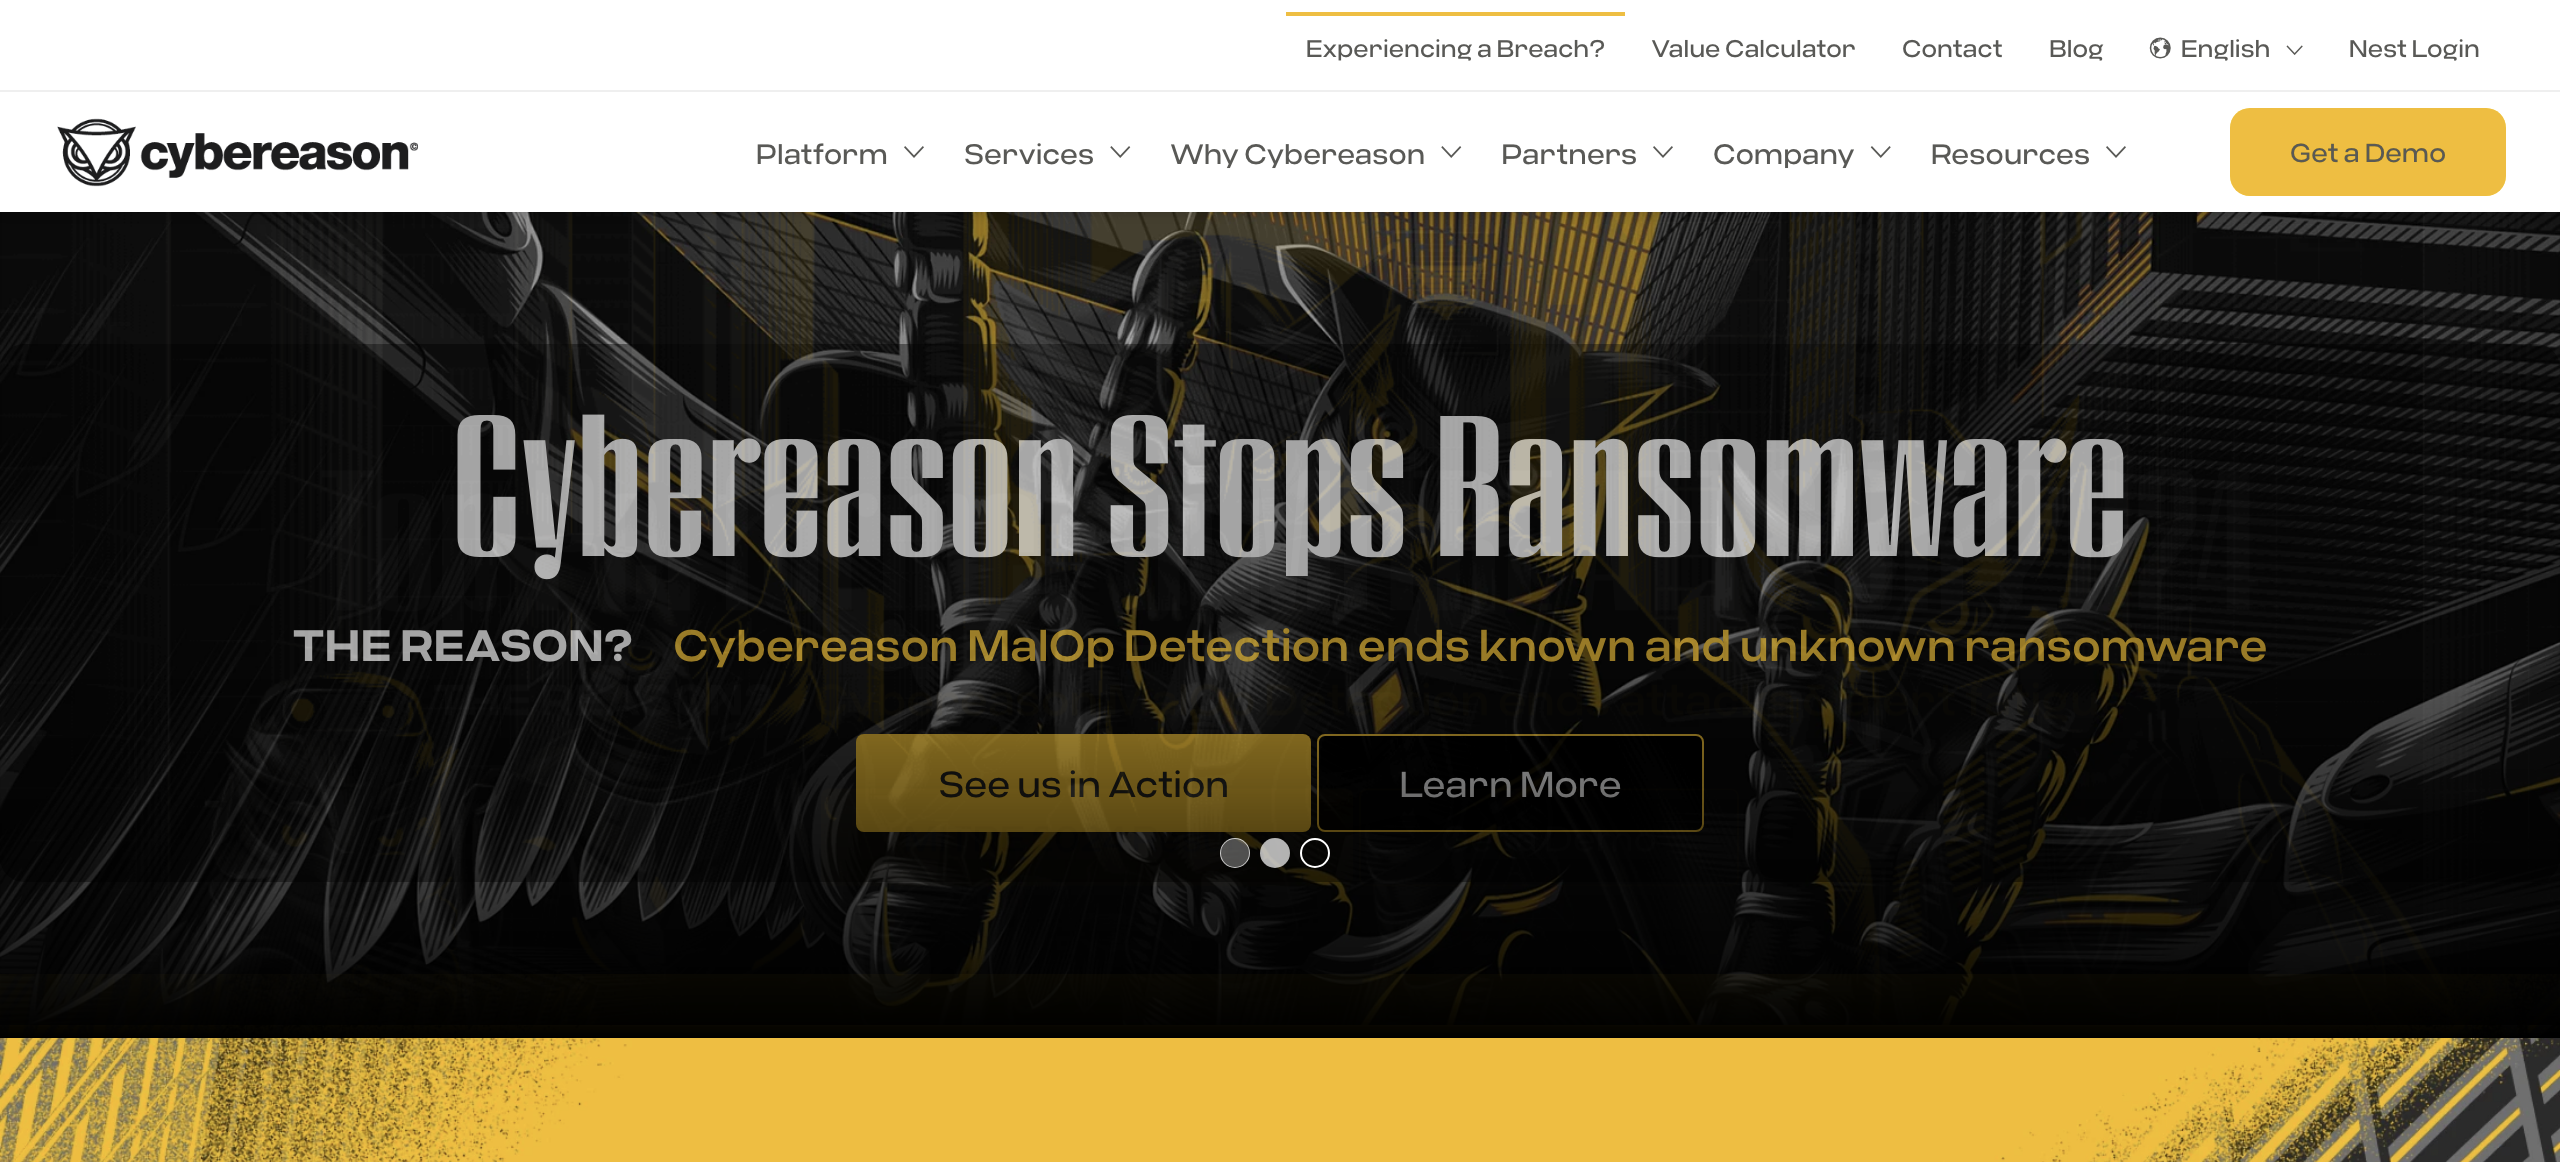 Experiencing a Breach? Value Calculator Contact Blog English Nest Login
cybereason©
Platform Services Why Cybereason Partners Company Resources
Get a Demo
Cybereason Stops Ransomware
THE REASON? Cybereason MalOp Detection ends known and unknown ransomware
See us in Action Learn More